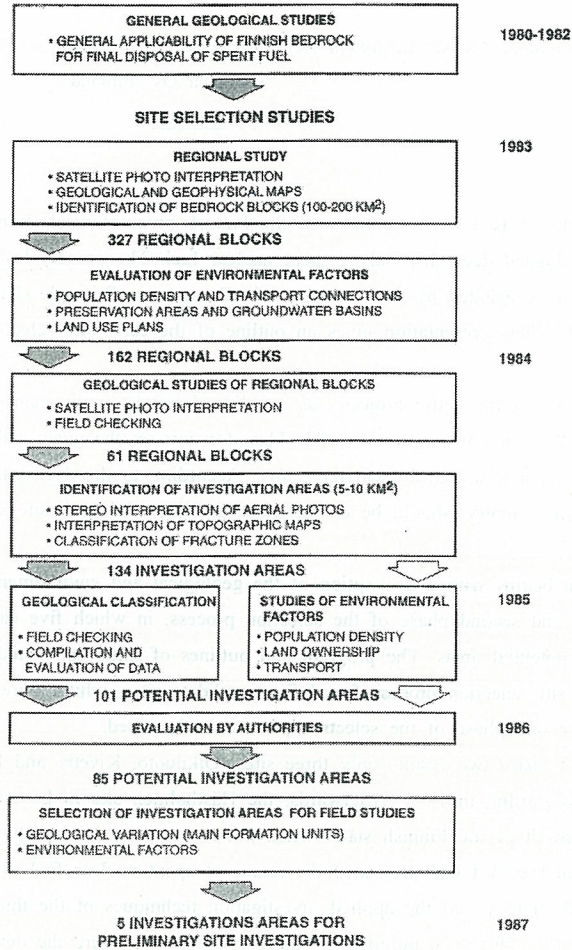 GENERAL GEOLOGICAL STUDIES
* GENERAL APPLICABILITY OF FINNISH BEDROCK
FOR FINAL DISPOSAL OF SPENT FUEL
1980-1982
SITE SELECTION STUDIES
1983
REGIONAL STUDY
* SATELLITE PHOTO INTERPRETATION
* GEOLOGICAL AND GEOPHYSICAL MAPS
* IDENTIFICATION OF BEDROCK BLOCKS (100-200 KM²)
327 REGIONAL BLOCKS
EVALUATION OF ENVIRONMENTAL FACTORS
* POPULATION DENSITY AND TRANSPORT CONNECTIONS
* PRESERVATION AREAS AND GROUNDWATER BASINS
* LAND USE PLANS
162 REGIONAL BLOCKS
1984
GEOLOGICAL STUDIES OF REGIONAL BLOCKS
* SATELLITE PHOTO INTERPRETATION
* FIELD CHECKING
61 REGIONAL BLOCKS
IDENTIFICATION OF INVESTIGATION AREAS (5-10 KM²)
* STEREO INTERPRETATION OF AERIAL PHOTOS
* INTERPRETATION OF TOPOGRAPHIC MAPS
* CLASSIFICATION OF FRACTURE ZONES
134 INVESTIGATION AREAS
GEOLOGICAL CLASSIFICATION
* FIELD CHECKING
* COMPILATION AND
EVALUATION OF DATA
STUDIES OF ENVIRONMENTAL
FACTORS
* POPULATION DENSITY
* LAND OWNERSHIP
* TRANSPORT
1985
101 POTENTIAL INVESTIGATION AREAS
EVALUATION BY AUTHORITIES
1986
85 POTENTIAL INVESTIGATION AREAS
SELECTION OF INVESTIGATION AREAS FOR FIELD STUDIES
* GEOLOGICAL VARIATION (MAIN FORMATION UNITS)
* ENVIRONMENTAL FACTORS
5 INVESTIGATIONS AREAS FOR
PRELIMINARY SITE INVESTIGATIONS
1987